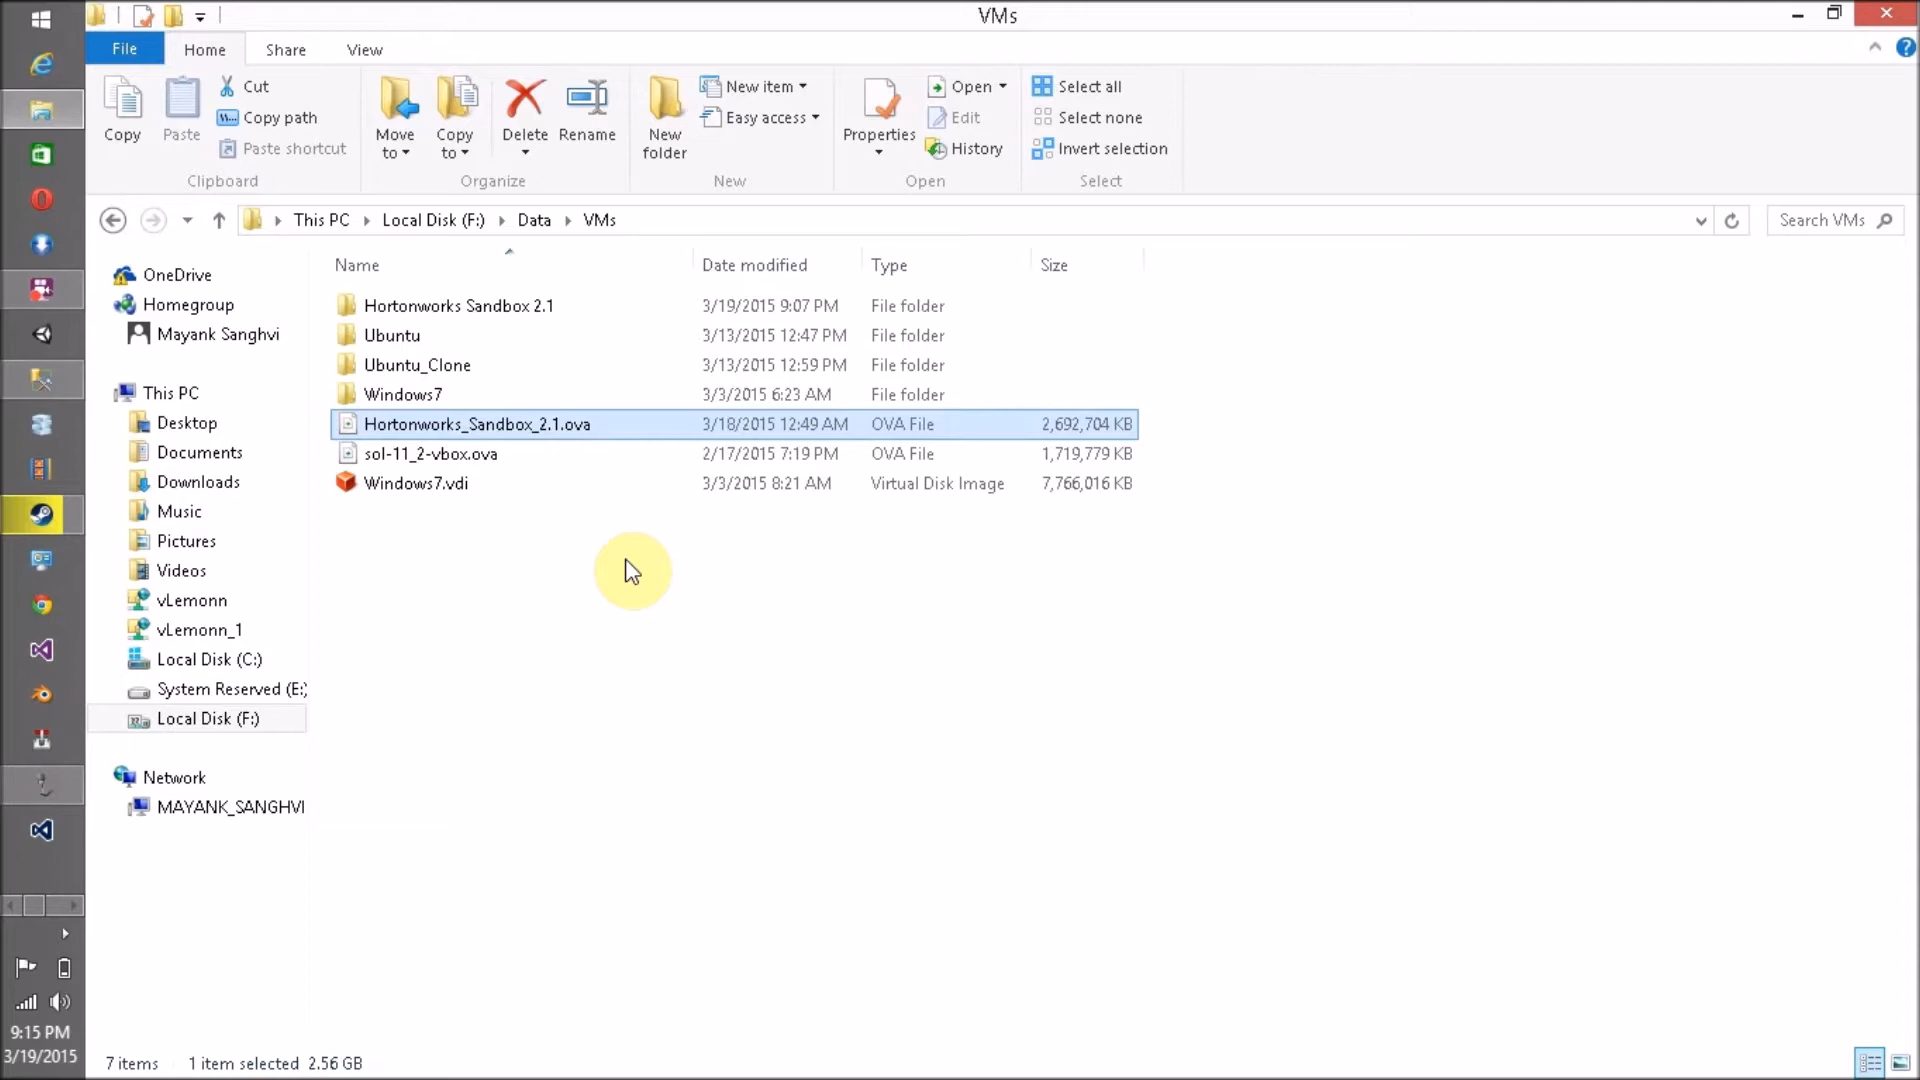 VMs
File Home Share View
Copy
Paste
Cut
Copy path
Paste shortcut
Clipboard
Move to
Copy to
Delete
Rename
Organize
New folder
New item
Easy access
New
Properties
Open
Edit
History
Open
Select all
Select none
Invert selection
Select
This PC Local Disk (F:) Data VMs
Search VMs
OneDrive
Homegroup
Mayank Sanghvi
This PC
Desktop
Documents
Downloads
Music
Pictures
Videos
vLemonn
vLemonn_1
Local Disk (C:)
System Reserved (E:)
Local Disk (F:)
Network
MAYANK_SANGHVI
Name Date modified Type Size
Hortonworks Sandbox 2.1 3/19/2015 9:07 PM File folder
Ubuntu 3/13/2015 12:47 PM File folder
Ubuntu_Clone 3/13/2015 12:59 PM File folder
Windows7 3/3/2015 6:23 AM File folder
Hortonworks_Sandbox_2.1.ova 3/18/2015 12:49 AM OVA File 2,692,704 KB
sol-11_2-vbox.ova 2/17/2015 7:19 PM OVA File 1,719,779 KB
Windows7.vdi 3/3/2015 8:21 AM Virtual Disk Image 7,766,016 KB
9:15 PM
3/19/2015
7 items 1 item selected 2.56 GB